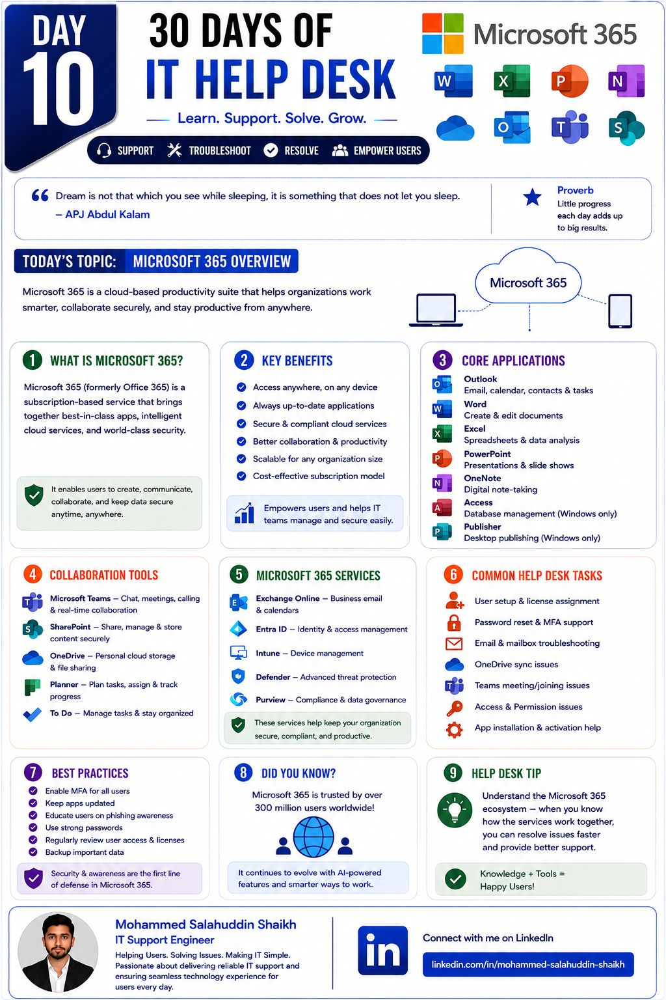 DAY
10
30 DAYS OF
IT HELP DESK
Learn. Support. Solve. Grow.
SUPPORT
TROUBLESHOOT
RESOLVE
EMPOWER USERS
Microsoft 365
W
X
P
N
O
T
S
“ Dream is not that which you see while sleeping, it is something that does not let you sleep.
– APJ Abdul Kalam
Proverb
Little progress
each day adds up
to big results.
TODAY'S TOPIC: MICROSOFT 365 OVERVIEW
Microsoft 365 is a cloud-based productivity suite that helps organizations work
smarter, collaborate securely, and stay productive from anywhere.
Microsoft 365
1 WHAT IS MICROSOFT 365?
Microsoft 365 (formerly Office 365) is a
subscription-based service that brings
together best-in-class apps, intelligent
cloud services, and world-class security.
It enables users to create, communicate,
collaborate, and keep data secure
anytime, anywhere.
2 KEY BENEFITS
Access anywhere, on any device
Always up-to-date applications
Secure & compliant cloud services
Better collaboration & productivity
Scalable for any organization size
Cost-effective subscription model
Empowers users and helps IT
teams manage and secure easily.
3 CORE APPLICATIONS
O Outlook
Email, calendar, contacts & tasks
W Word
Create & edit documents
X Excel
Spreadsheets & data analysis
P PowerPoint
Presentations & slide shows
N OneNote
Digital note-taking
A Access
Database management (Windows only)
P Publisher
Desktop publishing (Windows only)
4 COLLABORATION TOOLS
T Microsoft Teams – Chat, meetings, calling
& real-time collaboration
S SharePoint – Share, manage & store
content securely
OneDrive – Personal cloud storage
& file sharing
Planner – Plan tasks, assign & track
progress
To Do – Manage tasks & stay organized
5 MICROSOFT 365 SERVICES
E Exchange Online – Business email
& calendars
Entra ID – Identity & access management
Intune – Device management
Defender – Advanced threat protection
Purview – Compliance & data governance
These services help keep your organization
secure, compliant, and productive.
6 COMMON HELP DESK TASKS
User setup & license assignment
Password reset & MFA support
Email & mailbox troubleshooting
OneDrive sync issues
T Teams meeting/joining issues
Access & Permission issues
App installation & activation help
7 BEST PRACTICES
Enable MFA for all users
Keep apps updated
Educate users on phishing awareness
Use strong passwords
Regularly review user access & licenses
Backup important data
Security & awareness are the first line
of defense in Microsoft 365.
8 DID YOU KNOW?
Microsoft 365 is trusted by over
300 million users worldwide!
It continues to evolve with AI-powered
features and smarter ways to work.
9 HELP DESK TIP
Understand the Microsoft 365
ecosystem – when you know
how the services work together,
you can resolve issues faster
and provide better support.
Knowledge + Tools =
Happy Users!
Mohammed Salahuddin Shaikh
IT Support Engineer
Helping Users. Solving Issues. Making IT Simple.
Passionate about delivering reliable IT support and
ensuring seamless technology experience for
users every day.
in
Connect with me on LinkedIn
linkedin.com/in/mohammed-salahuddin-shaikh